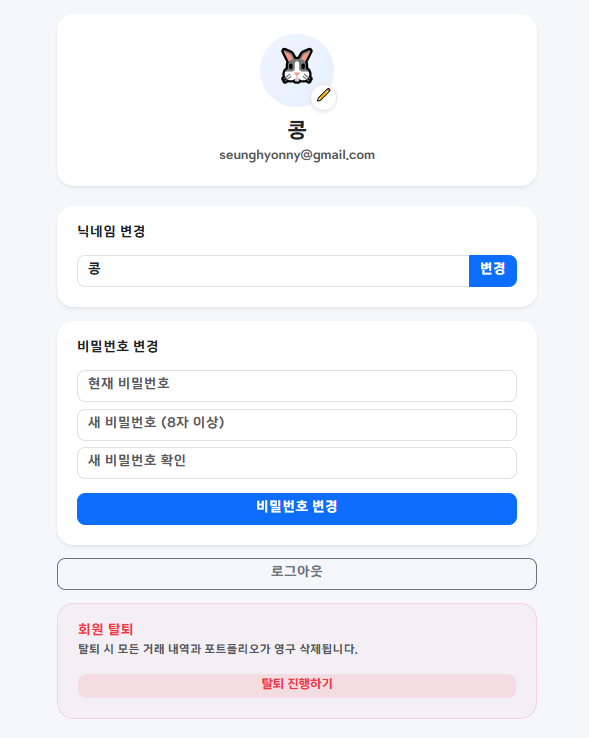 콩
seunghyonny@gmail.com
닉네임 변경
콩
변경
비밀번호 변경
현재 비밀번호
새 비밀번호 (8자 이상)
새 비밀번호 확인
비밀번호 변경
로그아웃
회원 탈퇴
탈퇴 시 모든 거래 내역과 포트폴리오가 영구 삭제됩니다.
탈퇴 진행하기